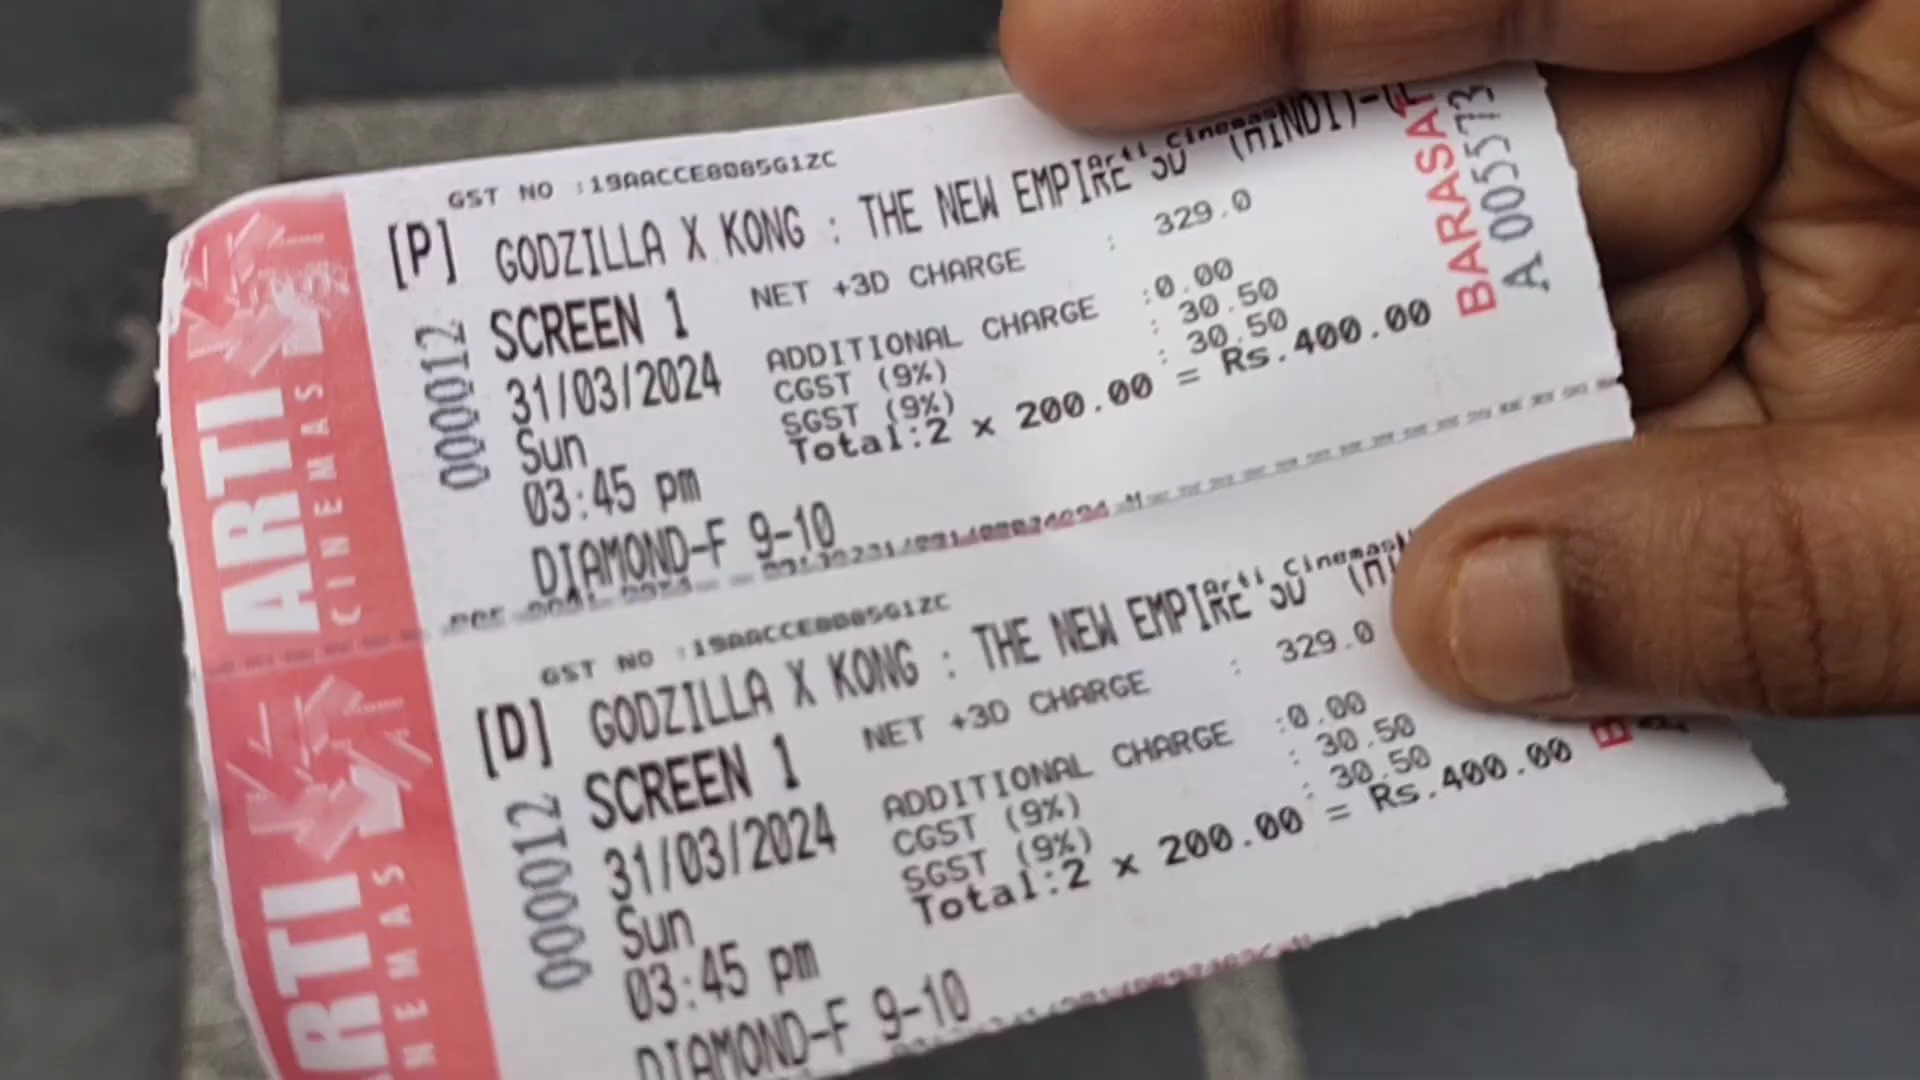 ARTI
CINEMAS
GST NO :19AACCE8085G1ZC
Arti Cinemas
[P] GODZILLA X KONG : THE NEW EMPIRE 3D (HINDI)-(
000012
SCREEN 1
31/03/2024
Sun
03:45 pm
DIAMOND-F 9-10
NET +3D CHARGE : 329.0
ADDITIONAL CHARGE :0.00
CGST (9%) : 30.50
SGST (9%) : 30.50
Total:2 x 200.00 = Rs.400.00
BARASAT
A 005573
ARTI
CINEMAS
GST NO :19AACCE8085G1ZC
Arti Cinemas
[D] GODZILLA X KONG : THE NEW EMPIRE 3D
000012
SCREEN 1
31/03/2024
Sun
03:45 pm
DIAMOND-F 9-10
NET +3D CHARGE : 329.0
ADDITIONAL CHARGE :0.00
CGST (9%) : 30.50
SGST (9%) : 30.50
Total:2 x 200.00 = Rs.400.00